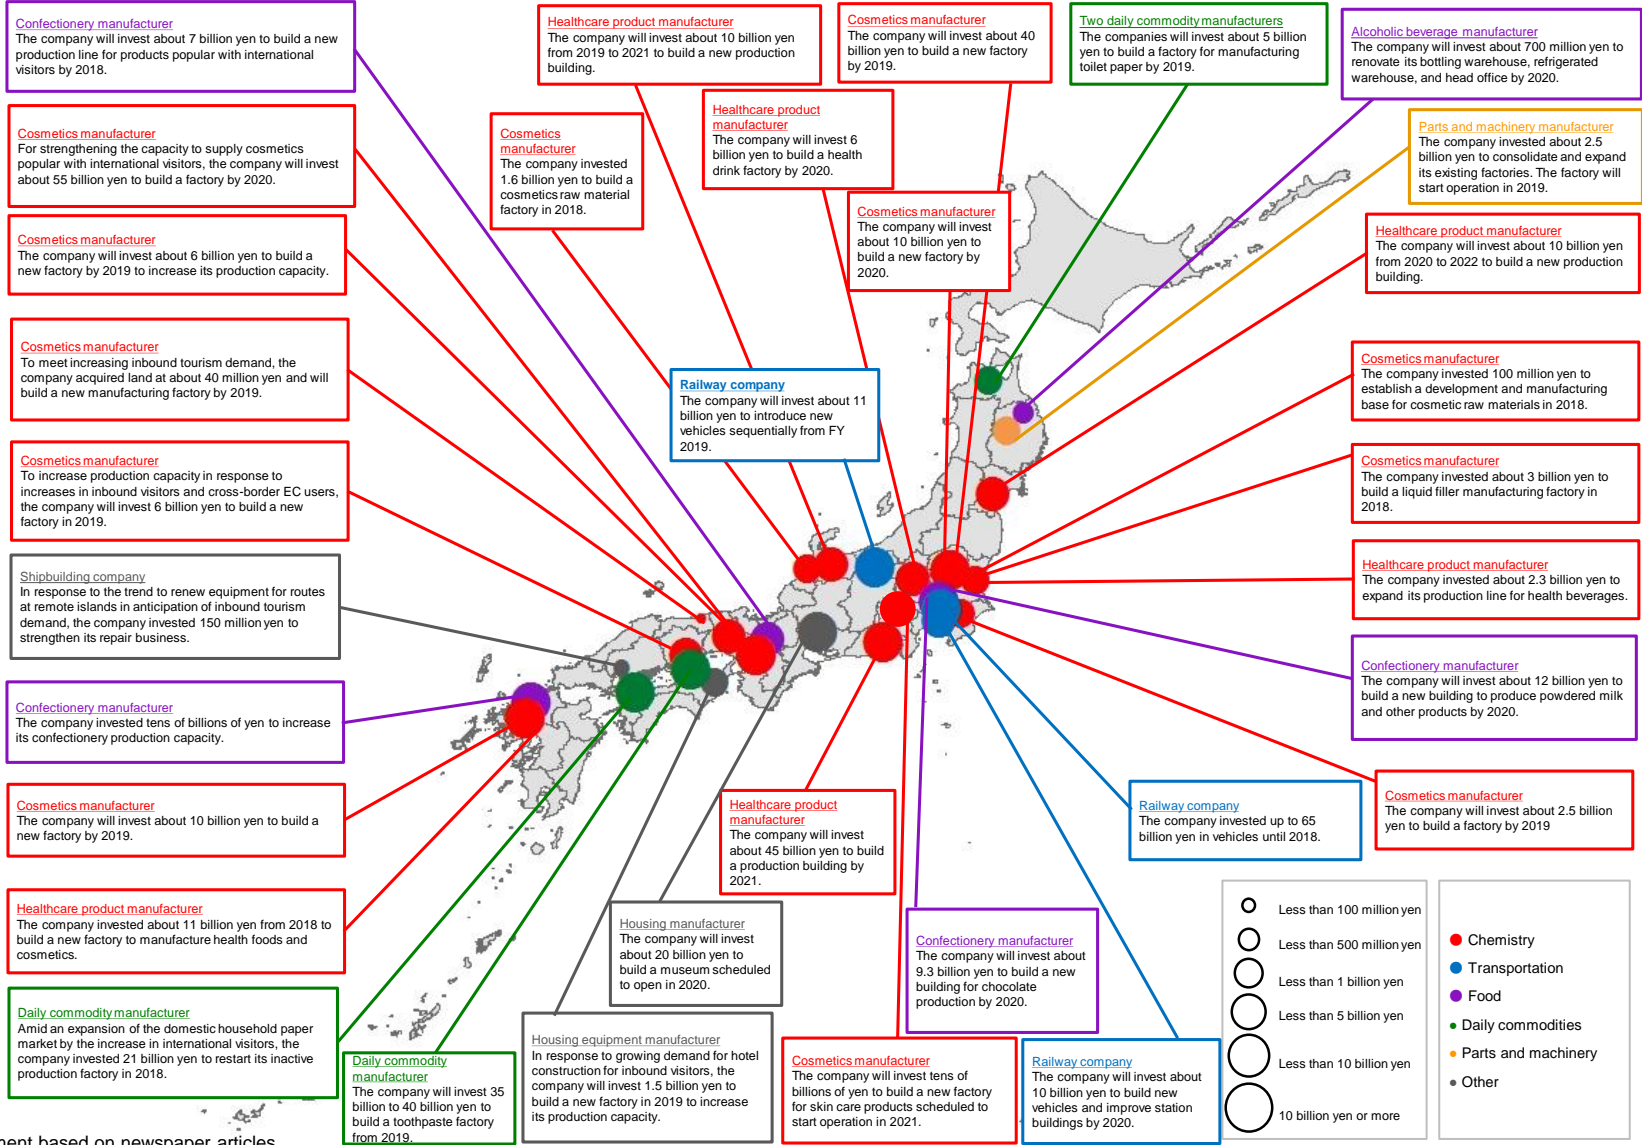 Confectionery manufacturer
The company will invest about 7 billion yen to build a new
production line for products popular with international
visitors by 2018.
Healthcare product manufacturer
The company will invest about 10 billion yen
from 2019 to 2021 to build a new production
building.
Cosmetics manufacturer
The company will invest about 40
billion yen to build a new factory
by 2019.
Two daily commodity manufacturers
The companies will invest about 5 billion
yen to build a factory for manufacturing
toilet paper by 2019.
Alcoholic beverage manufacturer
The company will invest about 700 million yen to
renovate its bottling warehouse, refrigerated
warehouse, and head office by 2020.
Cosmetics manufacturer
For strengthening the capacity to supply cosmetics
popular with international visitors, the company will invest
about 55 billion yen to build a factory by 2020.
Cosmetics
manufacturer
The company invested
1.6 billion yen to build a
cosmetics raw material
factory in 2018.
Healthcare product
manufacturer
The company will invest 6
billion yen to build a health
drink factory by 2020.
Parts and machinery manufacturer
The company invested about 2.5
billion yen to consolidate and expand
its existing factories. The factory will
start operation in 2019.
Cosmetics manufacturer
The company will invest
about 10 billion yen to
build a new factory by
2020.
Cosmetics manufacturer
The company will invest about 6 billion yen to build a
new factory by 2019 to increase its production capacity.
Healthcare product manufacturer
The company will invest about 10 billion yen
from 2020 to 2022 to build a new production
building.
Cosmetics manufacturer
To meet increasing inbound tourism demand, the
company acquired land at about 40 million yen and will
build a new manufacturing factory by 2019.
Railway company
The company will invest about 11
billion yen to introduce new
vehicles sequentially from FY
2019.
Cosmetics manufacturer
The company invested 100 million yen to
establish a development and manufacturing
base for cosmetic raw materials in 2018.
Cosmetics manufacturer
To increase production capacity in response to
increases in inbound visitors and cross-border EC users,
the company will invest 6 billion yen to build a new
factory in 2019.
Cosmetics manufacturer
The company invested about 3 billion yen to
build a liquid filler manufacturing factory in
2018.
Shipbuilding company
In response to the trend to renew equipment for routes
at remote islands in anticipation of inbound tourism
demand, the company invested 150 million yen to
strengthen its repair business.
Healthcare product manufacturer
The company invested about 2.3 billion yen to
expand its production line for health beverages.
Confectionery manufacturer
The company will invest about 12 billion yen to
build a new building to produce powdered milk
and other products by 2020.
Confectionery manufacturer
The company invested tens of billions of yen to increase
its confectionery production capacity.
Cosmetics manufacturer
The company will invest about 10 billion yen to build a
new factory by 2019.
Healthcare product
manufacturer
The company will invest
about 45 billion yen to build
a production building by
2021.
Railway company
The company invested up to 65
billion yen in vehicles until 2018.
Cosmetics manufacturer
The company will invest about 2.5 billion
yen to build a factory by 2019
Healthcare product manufacturer
The company invested about 11 billion yen from 2018 to
build a new factory to manufacture health foods and
cosmetics.
Housing manufacturer
The company will invest
about 20 billion yen to
build a museum scheduled
to open in 2020.
Confectionery manufacturer
The company will invest about
9.3 billion yen to build a new
building for chocolate
production by 2020.
Daily commodity manufacturer
Amid an expansion of the domestic household paper
market by the increase in international visitors, the
company invested 21 billion yen to restart its inactive
production factory in 2018.
Daily commodity
manufacturer
The company will invest 35
billion to 40 billion yen to
build a toothpaste factory
from 2019.
Housing equipment manufacturer
In response to growing demand for hotel
construction for inbound visitors, the
company will invest 1.5 billion yen to
build a new factory in 2019 to increase
its production capacity.
Cosmetics manufacturer
The company will invest tens of
billions of yen to build a new factory
for skin care products scheduled to
start operation in 2021.
Railway company
The company will invest about
10 billion yen to build new
vehicles and improve station
buildings by 2020.
Less than 100 million yen
Less than 500 million yen
Less than 1 billion yen
Less than 5 billion yen
Less than 10 billion yen
10 billion yen or more
Chemistry
Transportation
Food
Daily commodities
Parts and machinery
Other
ment based on newspaper articles